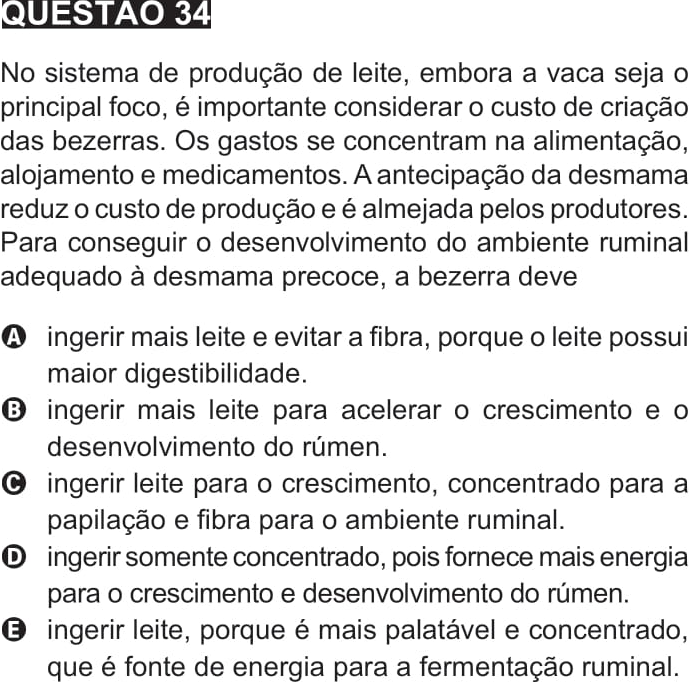 QUESTÃO 34
No sistema de produção de leite, embora a vaca seja o
principal foco, é importante considerar o custo de criação
das bezerras. Os gastos se concentram na alimentação,
alojamento e medicamentos. A antecipação da desmama
reduz o custo de produção e é almejada pelos produtores.
Para conseguir o desenvolvimento do ambiente ruminal
adequado à desmama precoce, a bezerra deve
A ingerir mais leite e evitar a fibra, porque o leite possui
maior digestibilidade.
B ingerir mais leite para acelerar o crescimento e o
desenvolvimento do rúmen.
C ingerir leite para o crescimento, concentrado para a
papilação e fibra para o ambiente ruminal.
D ingerir somente concentrado, pois fornece mais energia
para o crescimento e desenvolvimento do rúmen.
E ingerir leite, porque é mais palatável e concentrado,
que é fonte de energia para a fermentação ruminal.